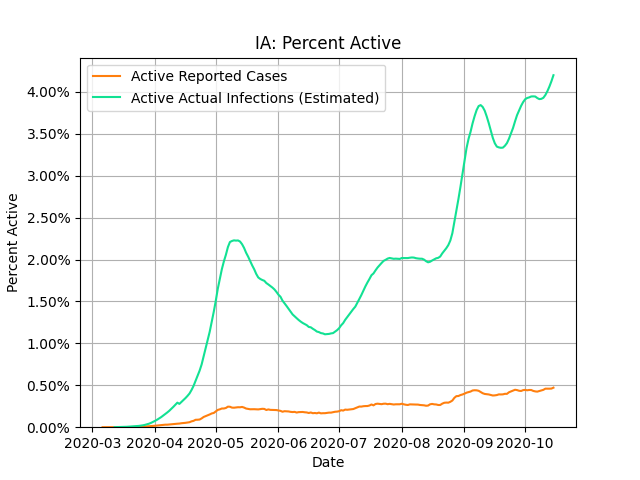 IA: Percent Active
Active Reported Cases
Active Actual Infections (Estimated)
Percent Active
4.00%
3.50%
3.00%
2.50%
2.00%
1.50%
1.00%
0.50%
0.00%
2020-03 2020-04 2020-05 2020-06 2020-07 2020-08 2020-09 2020-10
Date